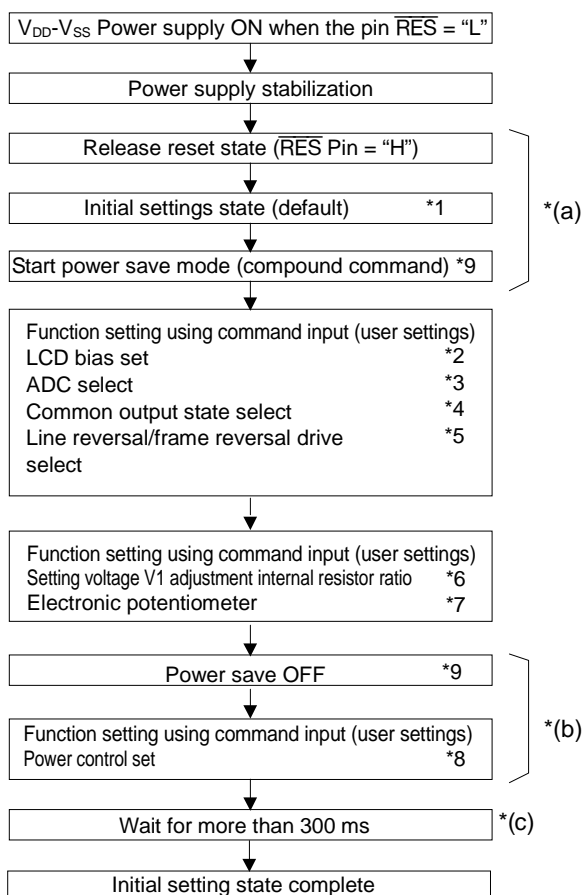 VDD-VSS Power supply ON when the pin RES = “L”
Power supply stabilization
Release reset state (RES Pin = “H”)
Initial settings state (default) *1
*(a)
Start power save mode (compound command) *9
Function setting using command input (user settings)
LCD bias set *2
ADC select *3
Common output state select *4
Line reversal/frame reversal drive *5
select
Function setting using command input (user settings)
Setting voltage V1 adjustment internal resistor ratio *6
Electronic potentiometer *7
Power save OFF *9
*(b)
Function setting using command input (user settings)
Power control set *8
Wait for more than 300 ms *(c)
Initial setting state complete